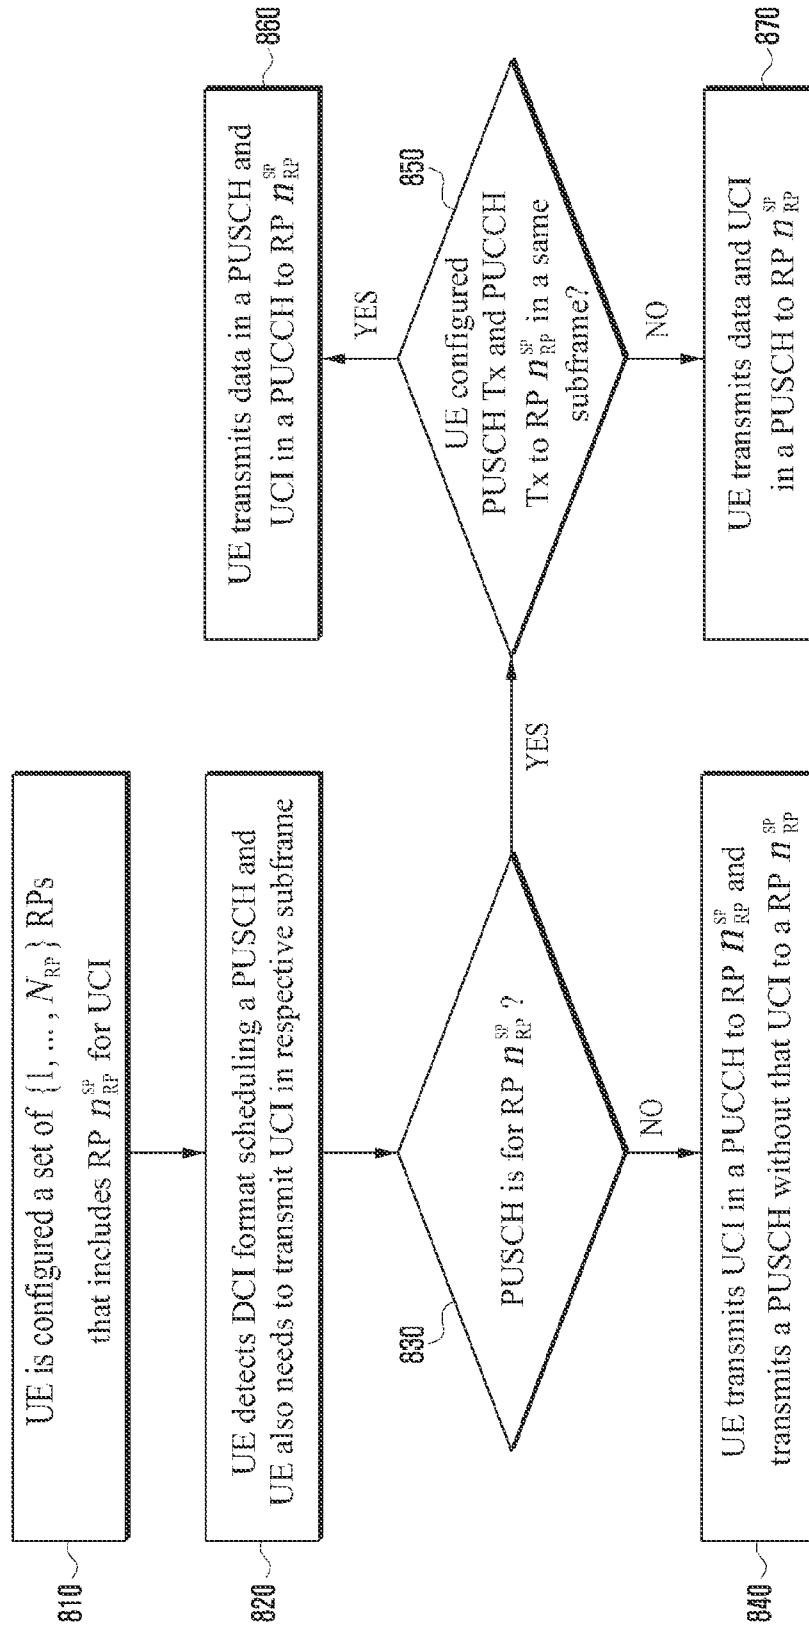 810
UE is configured a set of {1, ... , N_RP} RPs
that includes RP n_RP^SP for UCI
820
UE detects DCI format scheduling a PUSCH and
UE also needs to transmit UCI in respective subframe
830
PUSCH is for RP n_RP^SP ?
NO
YES
840
UE transmits UCI in a PUCCH to RP n_RP^SP and
transmits a PUSCH without that UCI to a RP n_RP^SP
850
UE configured
PUSCH Tx and PUCCH
Tx to RP n_RP^SP in a same
subframe?
YES
NO
860
UE transmits data in a PUSCH and
UCI in a PUCCH to RP n_RP^SP
870
UE transmits data and UCI
in a PUSCH to RP n_RP^SP